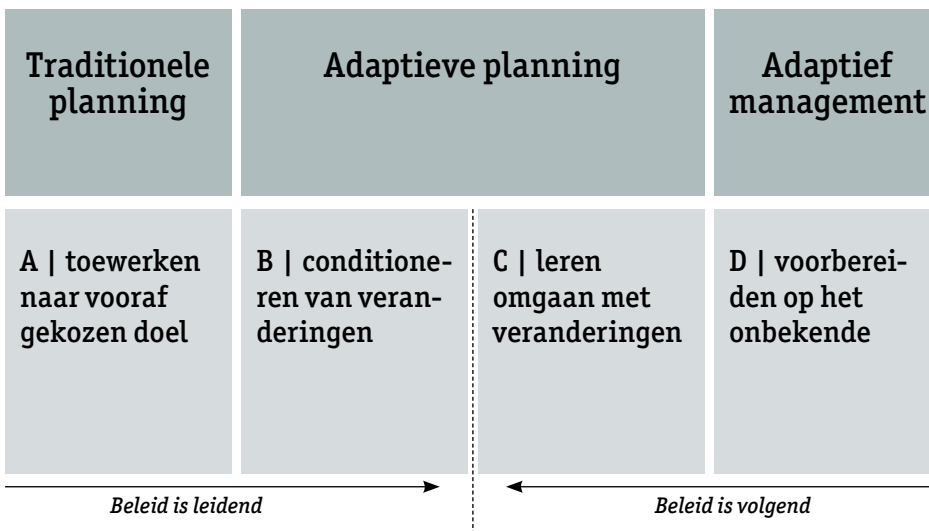 Traditionele
planning
Adaptieve planning
Adaptief
management
A | toewerken
naar vooraf
gekozen doel
B | conditione-
ren van veran-
deringen
C | leren
omgaan met
veranderingen
D | voorberei-
den op het
onbekende
Beleid is leidend
Beleid is volgend